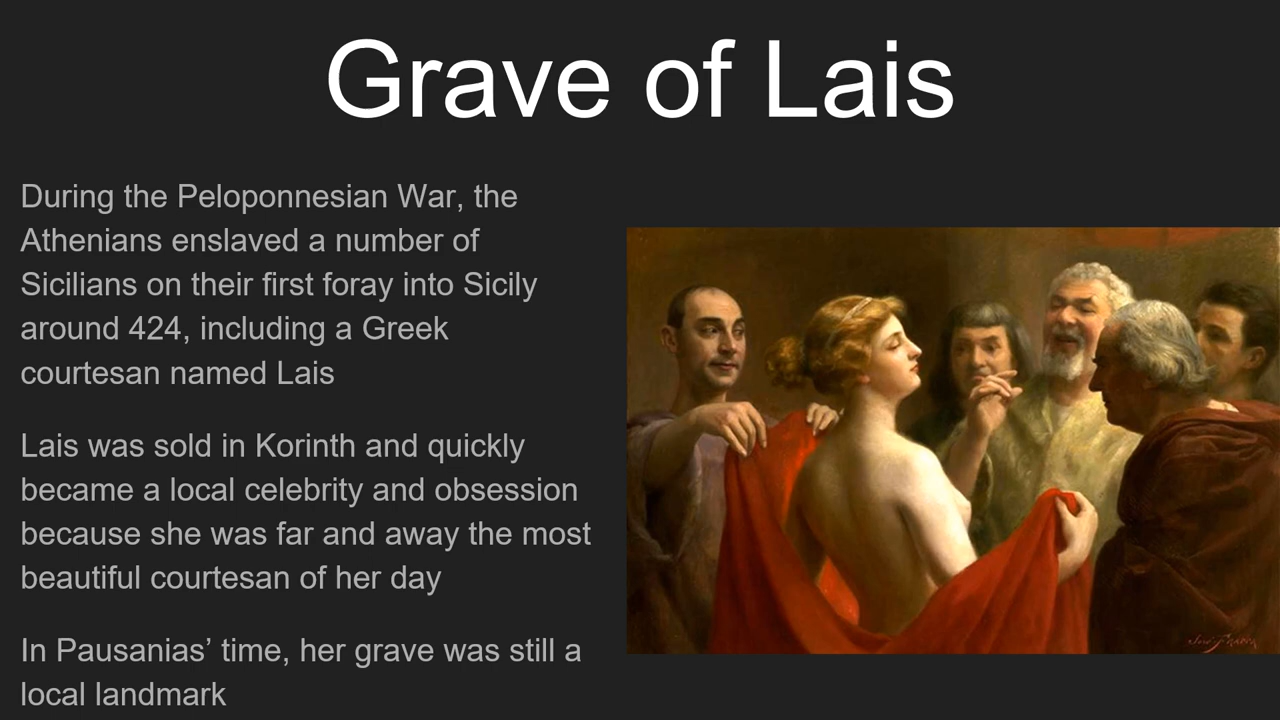 Grave of Lais
During the Peloponnesian War, the
Athenians enslaved a number of
Sicilians on their first foray into Sicily
around 424, including a Greek
courtesan named Lais
Lais was sold in Korinth and quickly
became a local celebrity and obsession
because she was far and away the most
beautiful courtesan of her day
In Pausanias’ time, her grave was still a
local landmark